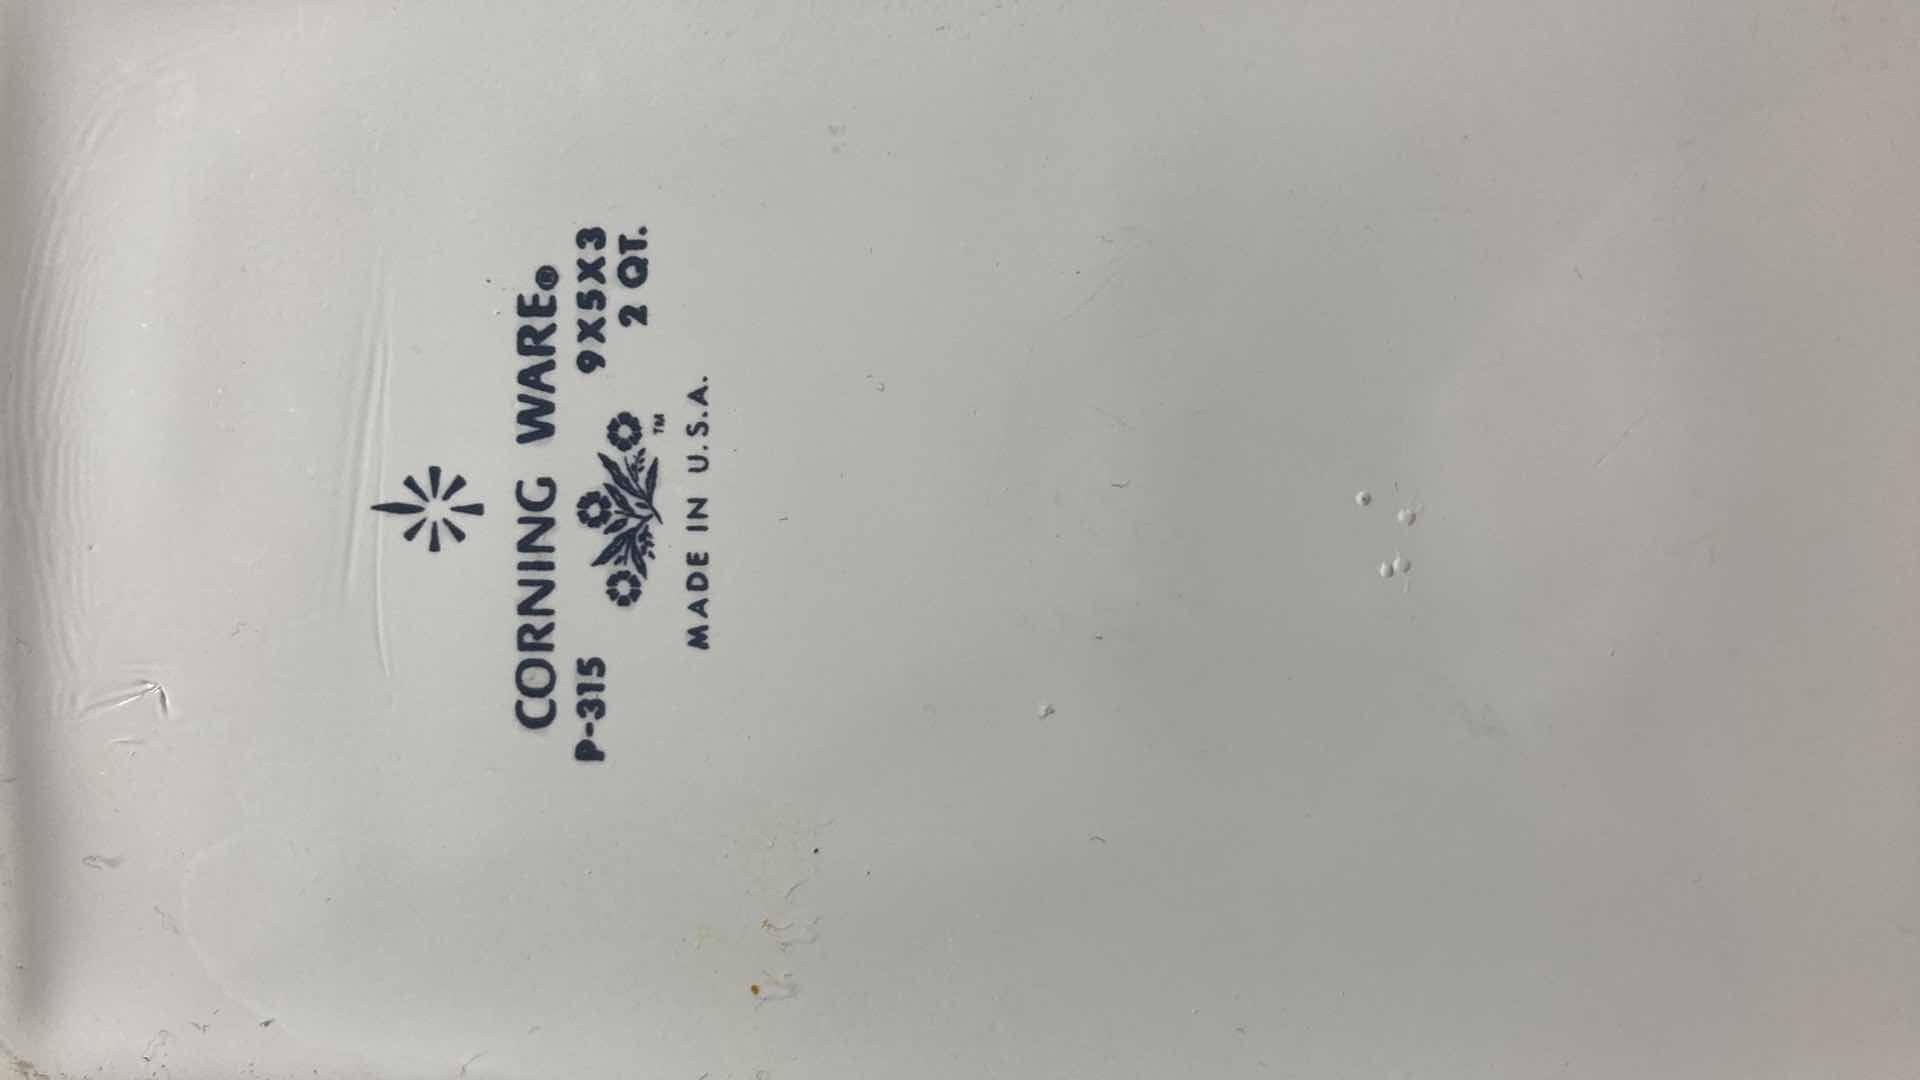 CORNING WARE®
P-315 9X5X3
2 QT.
TM
MADE IN U.S.A.